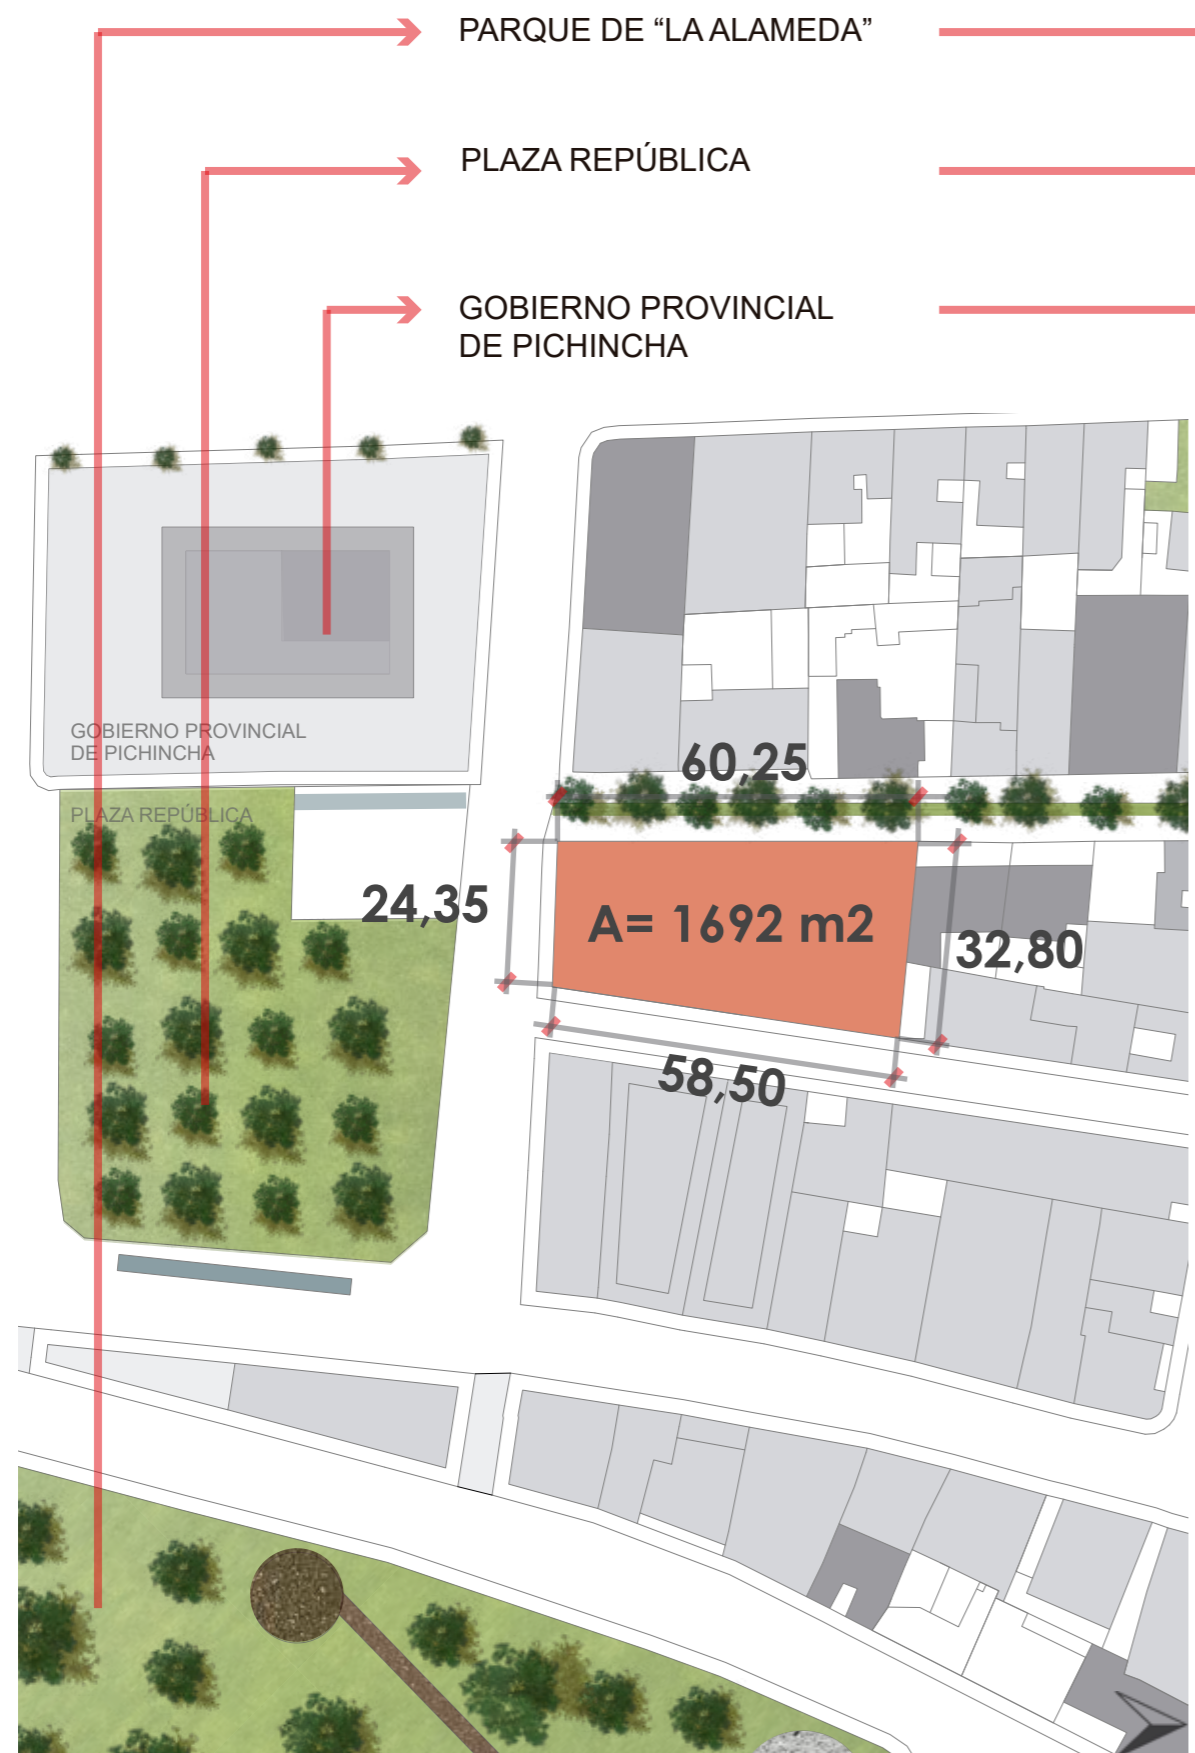 PARQUE DE “LA ALAMEDA”
PLAZA REPÚBLICA
GOBIERNO PROVINCIAL
DE PICHINCHA
GOBIERNO PROVINCIAL
DE PICHINCHA
PLAZA REPÚBLICA
60,25
24,35
A= 1692 m2
32,80
58,50